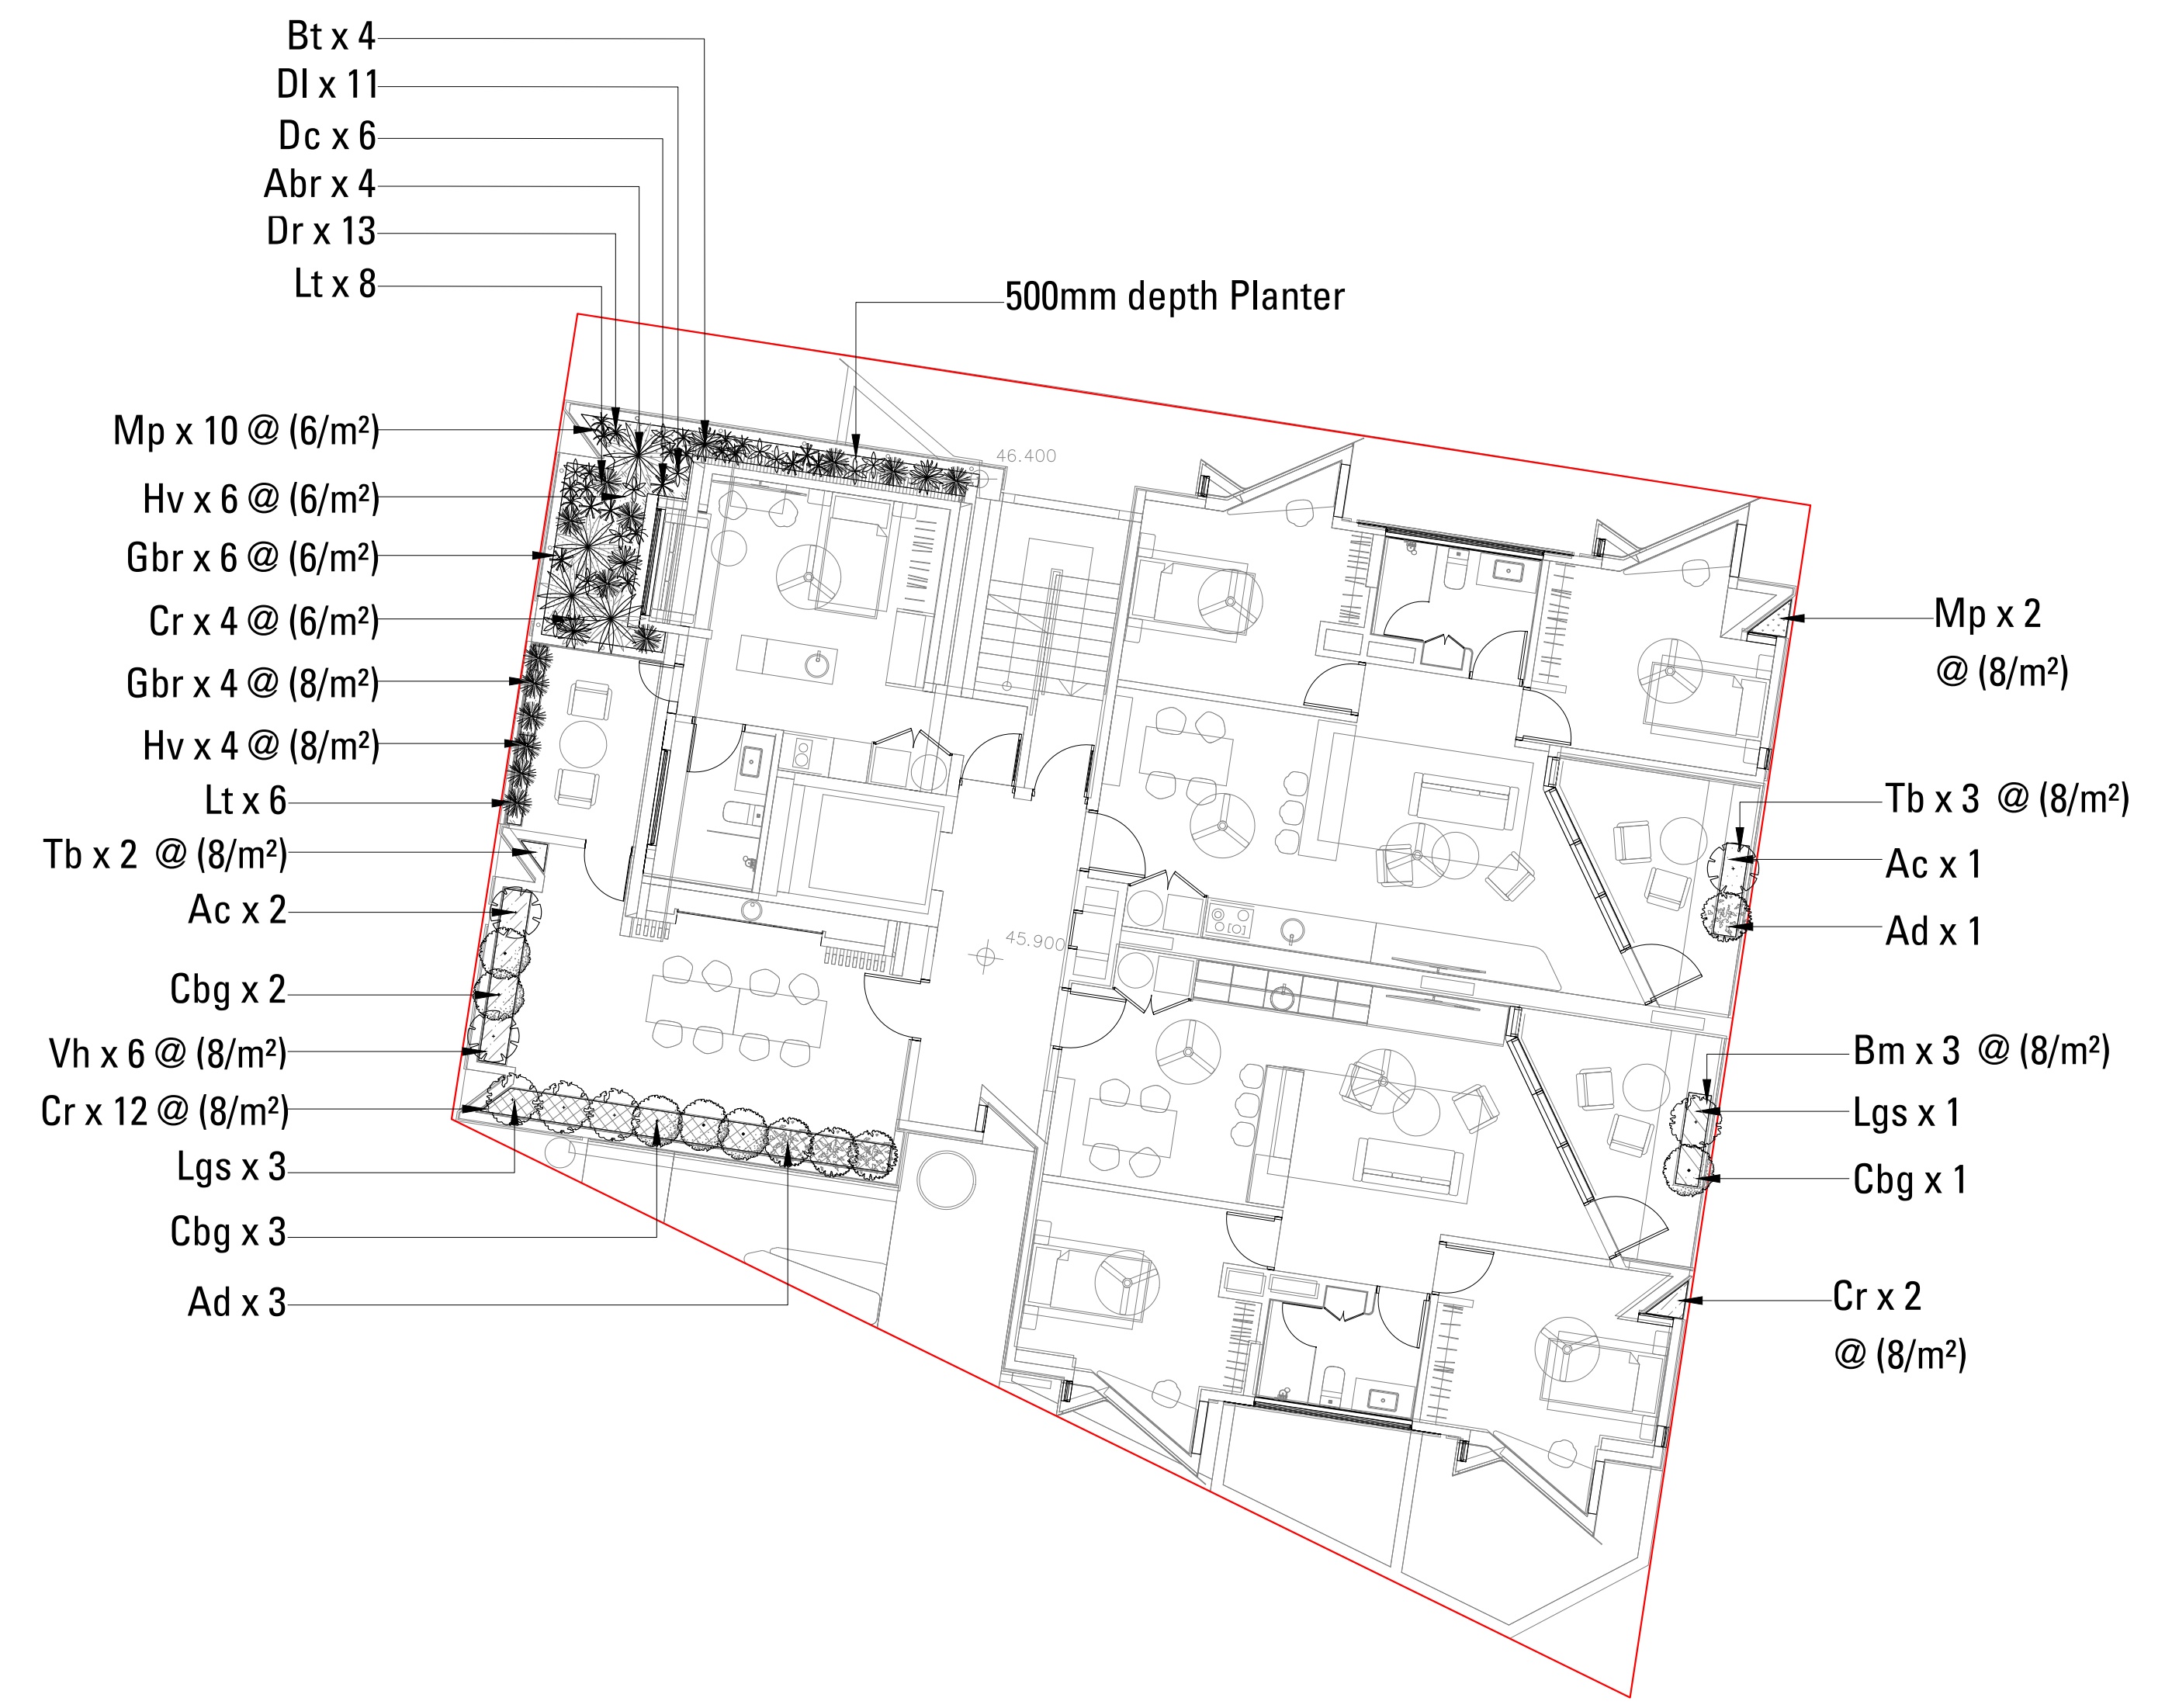 Bt x 4
Dl x 11
Dc x 6
Abr x 4
Dr x 13
Lt x 8
500mm depth Planter
46.400
Mp x 10 @ (6/m²)
Hv x 6 @ (6/m²)
Gbr x 6 @ (6/m²)
Cr x 4 @ (6/m²)
Gbr x 4 @ (8/m²)
Hv x 4 @ (8/m²)
Lt x 6
Tb x 2 @ (8/m²)
Ac x 2
Cbg x 2
Vh x 6 @ (8/m²)
Cr x 12 @ (8/m²)
Lgs x 3
Cbg x 3
Ad x 3
45.900
Mp x 2
@ (8/m²)
Tb x 3 @ (8/m²)
Ac x 1
Ad x 1
Bm x 3 @ (8/m²)
Lgs x 1
Cbg x 1
Cr x 2
@ (8/m²)